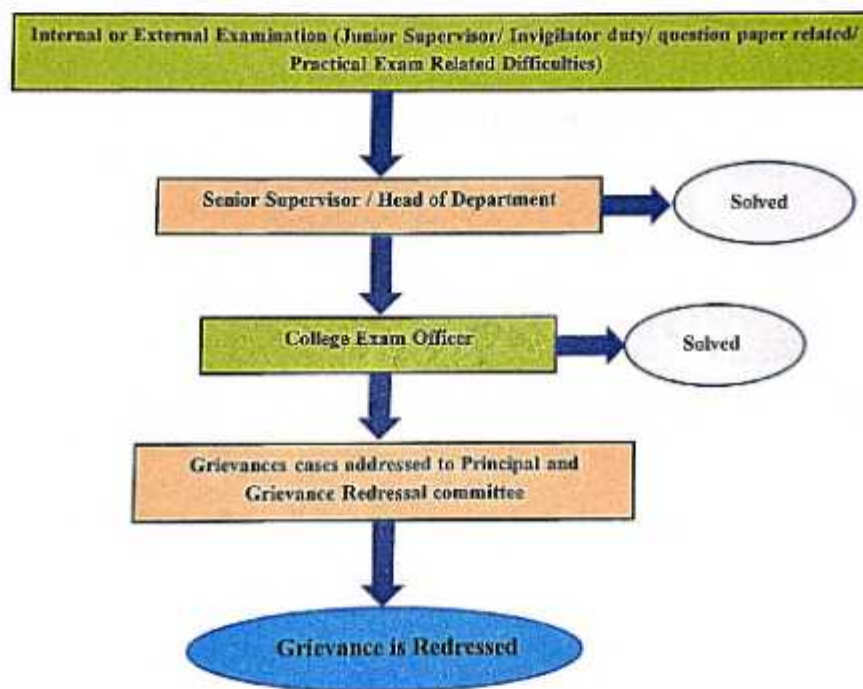 Internal or External Examination (Junior Supervisor/ Invigilator duty/ question paper related/
Practical Exam Related Difficulties)
Senior Supervisor / Head of Department
Solved
College Exam Officer
Solved
Grievances cases addressed to Principal and
Grievance Redressal committee
Grievance is Redressed